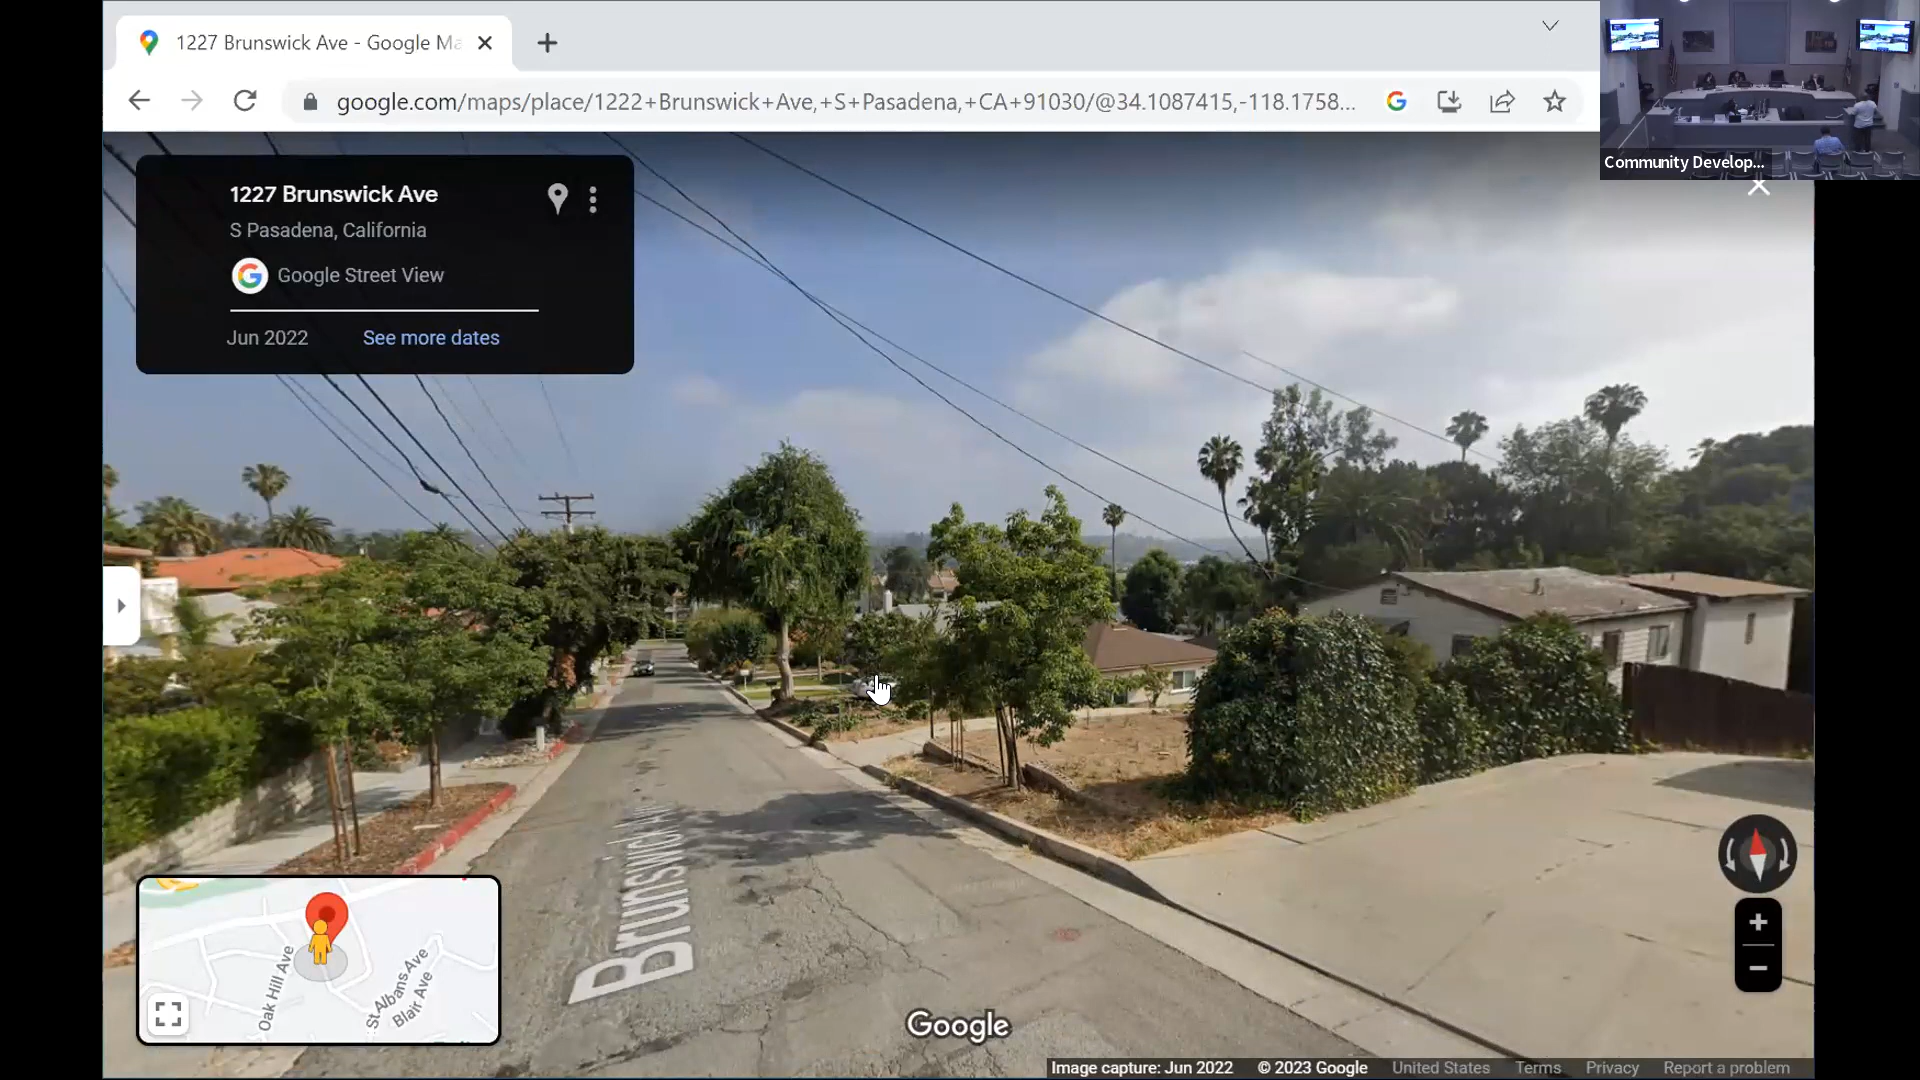 1227 Brunswick Ave - Google Ma
google.com/maps/place/1222+Brunswick+Ave,+S+Pasadena,+CA+91030/@34.1087415,-118.1758...
Community Develop...
1227 Brunswick Ave
S Pasadena, California
Google Street View
Jun 2022 See more dates
Brunswick Av
Oak Hill Ave
St Albans Ave
Blair Ave
Google
Image capture: Jun 2022 © 2023 Google United States Terms Privacy Report a problem